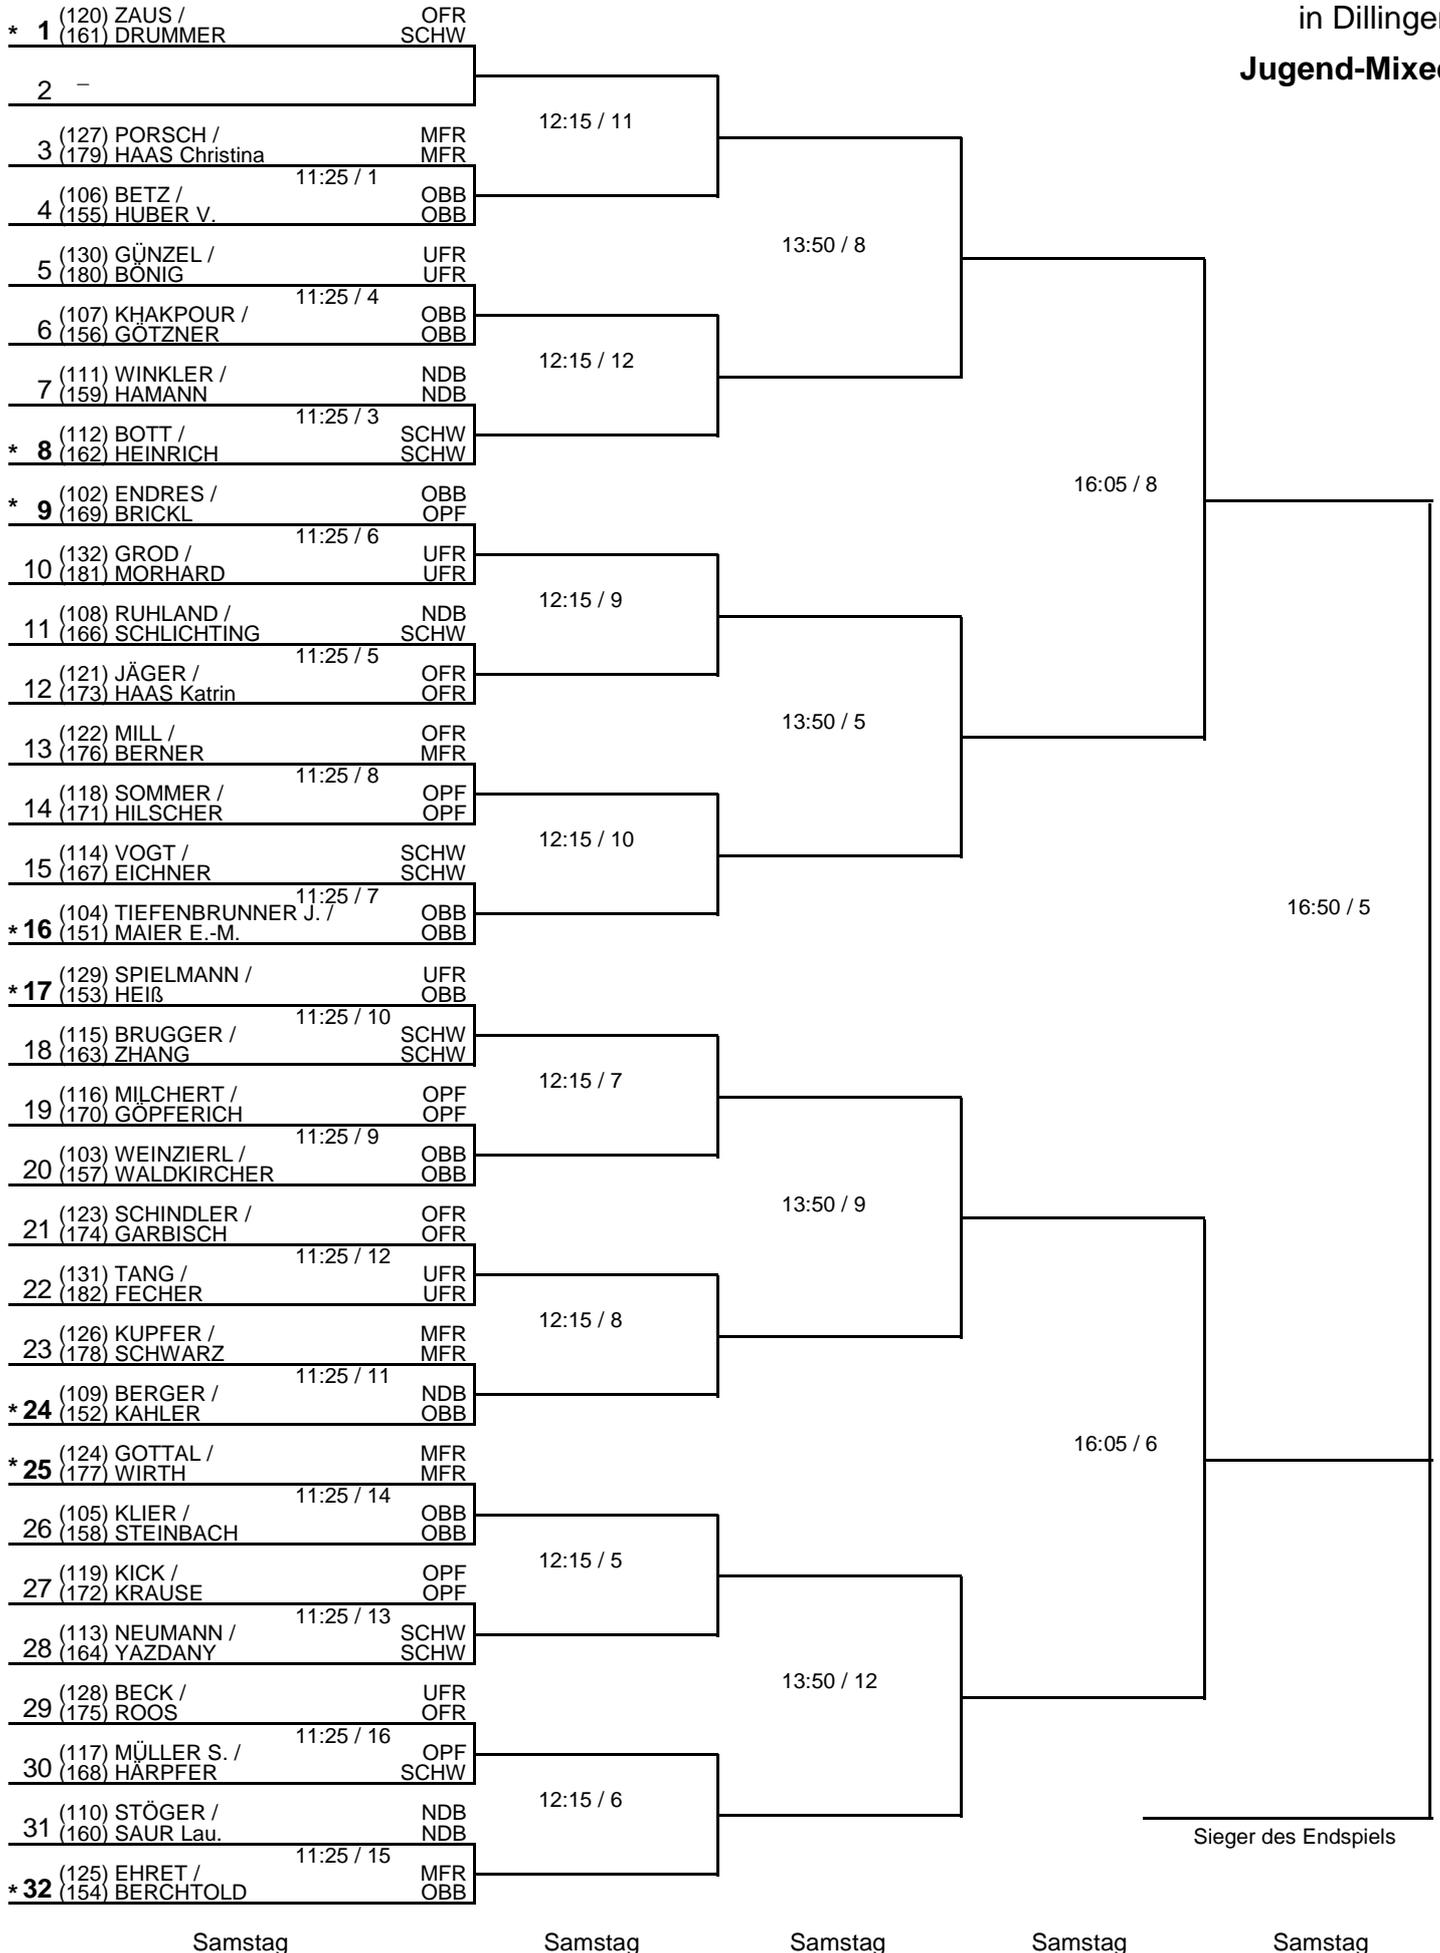 in Dillingen
Jugend-Mixed
(120) ZAUS / OFR
* 1 (161) DRUMMER SCHW
2 –
12:15 / 11
(127) PORSCH / MFR
3 (179) HAAS Christina MFR
11:25 / 1
(106) BETZ / OBB
4 (155) HUBER V. OBB
13:50 / 8
(130) GÜNZEL / UFR
5 (180) BÖNIG UFR
11:25 / 4
(107) KHAKPOUR / OBB
6 (156) GÖTZNER OBB
12:15 / 12
(111) WINKLER / NDB
7 (159) HAMANN NDB
11:25 / 3
(112) BOTT / SCHW
* 8 (162) HEINRICH SCHW
16:05 / 8
(102) ENDRES / OBB
* 9 (169) BRICKL OPF
11:25 / 6
(132) GROD / UFR
10 (181) MORHARD UFR
12:15 / 9
(108) RUHLAND / NDB
11 (166) SCHLICHTING SCHW
11:25 / 5
(121) JÄGER / OFR
12 (173) HAAS Katrin OFR
13:50 / 5
(122) MILL / OFR
13 (176) BERNER MFR
11:25 / 8
(118) SOMMER / OPF
14 (171) HILSCHER OPF
12:15 / 10
(114) VOGT / SCHW
15 (167) EICHNER SCHW
11:25 / 7
(104) TIEFENBRUNNER J. / OBB
* 16 (151) MAIER E.-M. OBB
16:50 / 5
(129) SPIELMANN / UFR
* 17 (153) HEIß OBB
11:25 / 10
(115) BRUGGER / SCHW
18 (163) ZHANG SCHW
12:15 / 7
(116) MILCHERT / OPF
19 (170) GÖPFERICH OPF
11:25 / 9
(103) WEINZIERL / OBB
20 (157) WALDKIRCHER OBB
13:50 / 9
(123) SCHINDLER / OFR
21 (174) GARBISCH OFR
11:25 / 12
(131) TANG / UFR
22 (182) FECHER UFR
12:15 / 8
(126) KUPFER / MFR
23 (178) SCHWARZ MFR
11:25 / 11
(109) BERGER / NDB
* 24 (152) KAHLER OBB
16:05 / 6
(124) GOTTAL / MFR
* 25 (177) WIRTH MFR
11:25 / 14
(105) KLIER / OBB
26 (158) STEINBACH OBB
12:15 / 5
(119) KICK / OPF
27 (172) KRAUSE OPF
11:25 / 13
(113) NEUMANN / SCHW
28 (164) YAZDANY SCHW
13:50 / 12
(128) BECK / UFR
29 (175) ROOS OFR
11:25 / 16
(117) MÜLLER S. / OPF
30 (168) HÄRPFER SCHW
12:15 / 6
(110) STÖGER / NDB
31 (160) SAUR Lau. NDB
Sieger des Endspiels
11:25 / 15
(125) EHRET / MFR
* 32 (154) BERCHTOLD OBB
Samstag Samstag Samstag Samstag Samstag